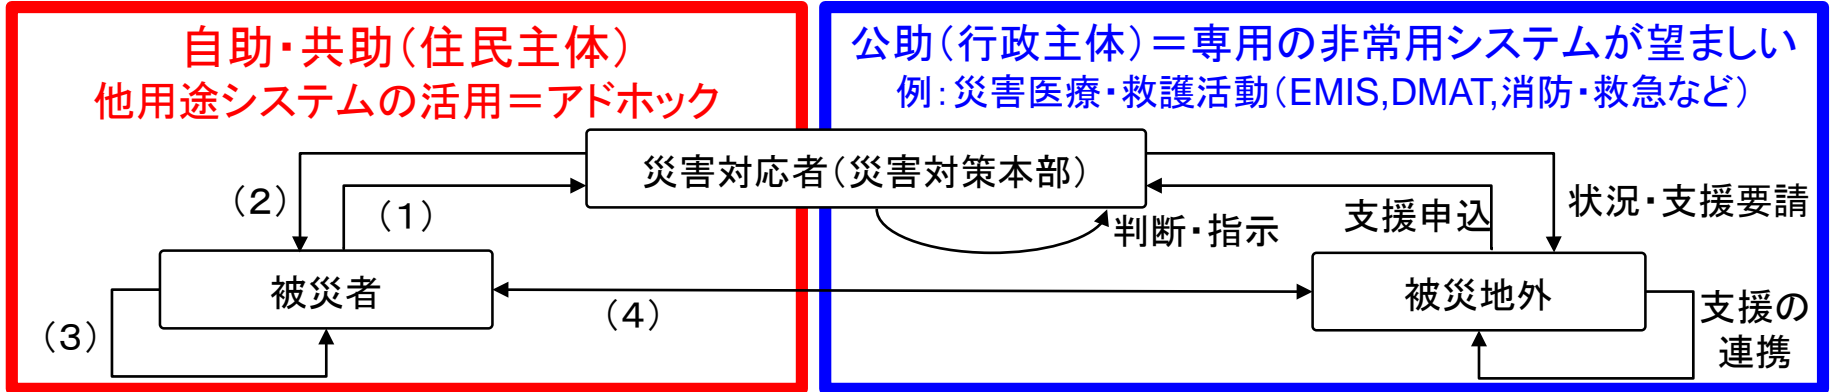 自助・共助（住民主体）
他用途システムの活用＝アドホック
公助（行政主体）＝専用の非常用システムが望ましい
例：災害医療・救護活動（EMIS,DMAT,消防・救急など）
災害対応者（災害対策本部）
（2）
（1）
判断・指示
支援申込
状況・支援要請
被災者
（3）
（4）
被災地外
支援の
連携